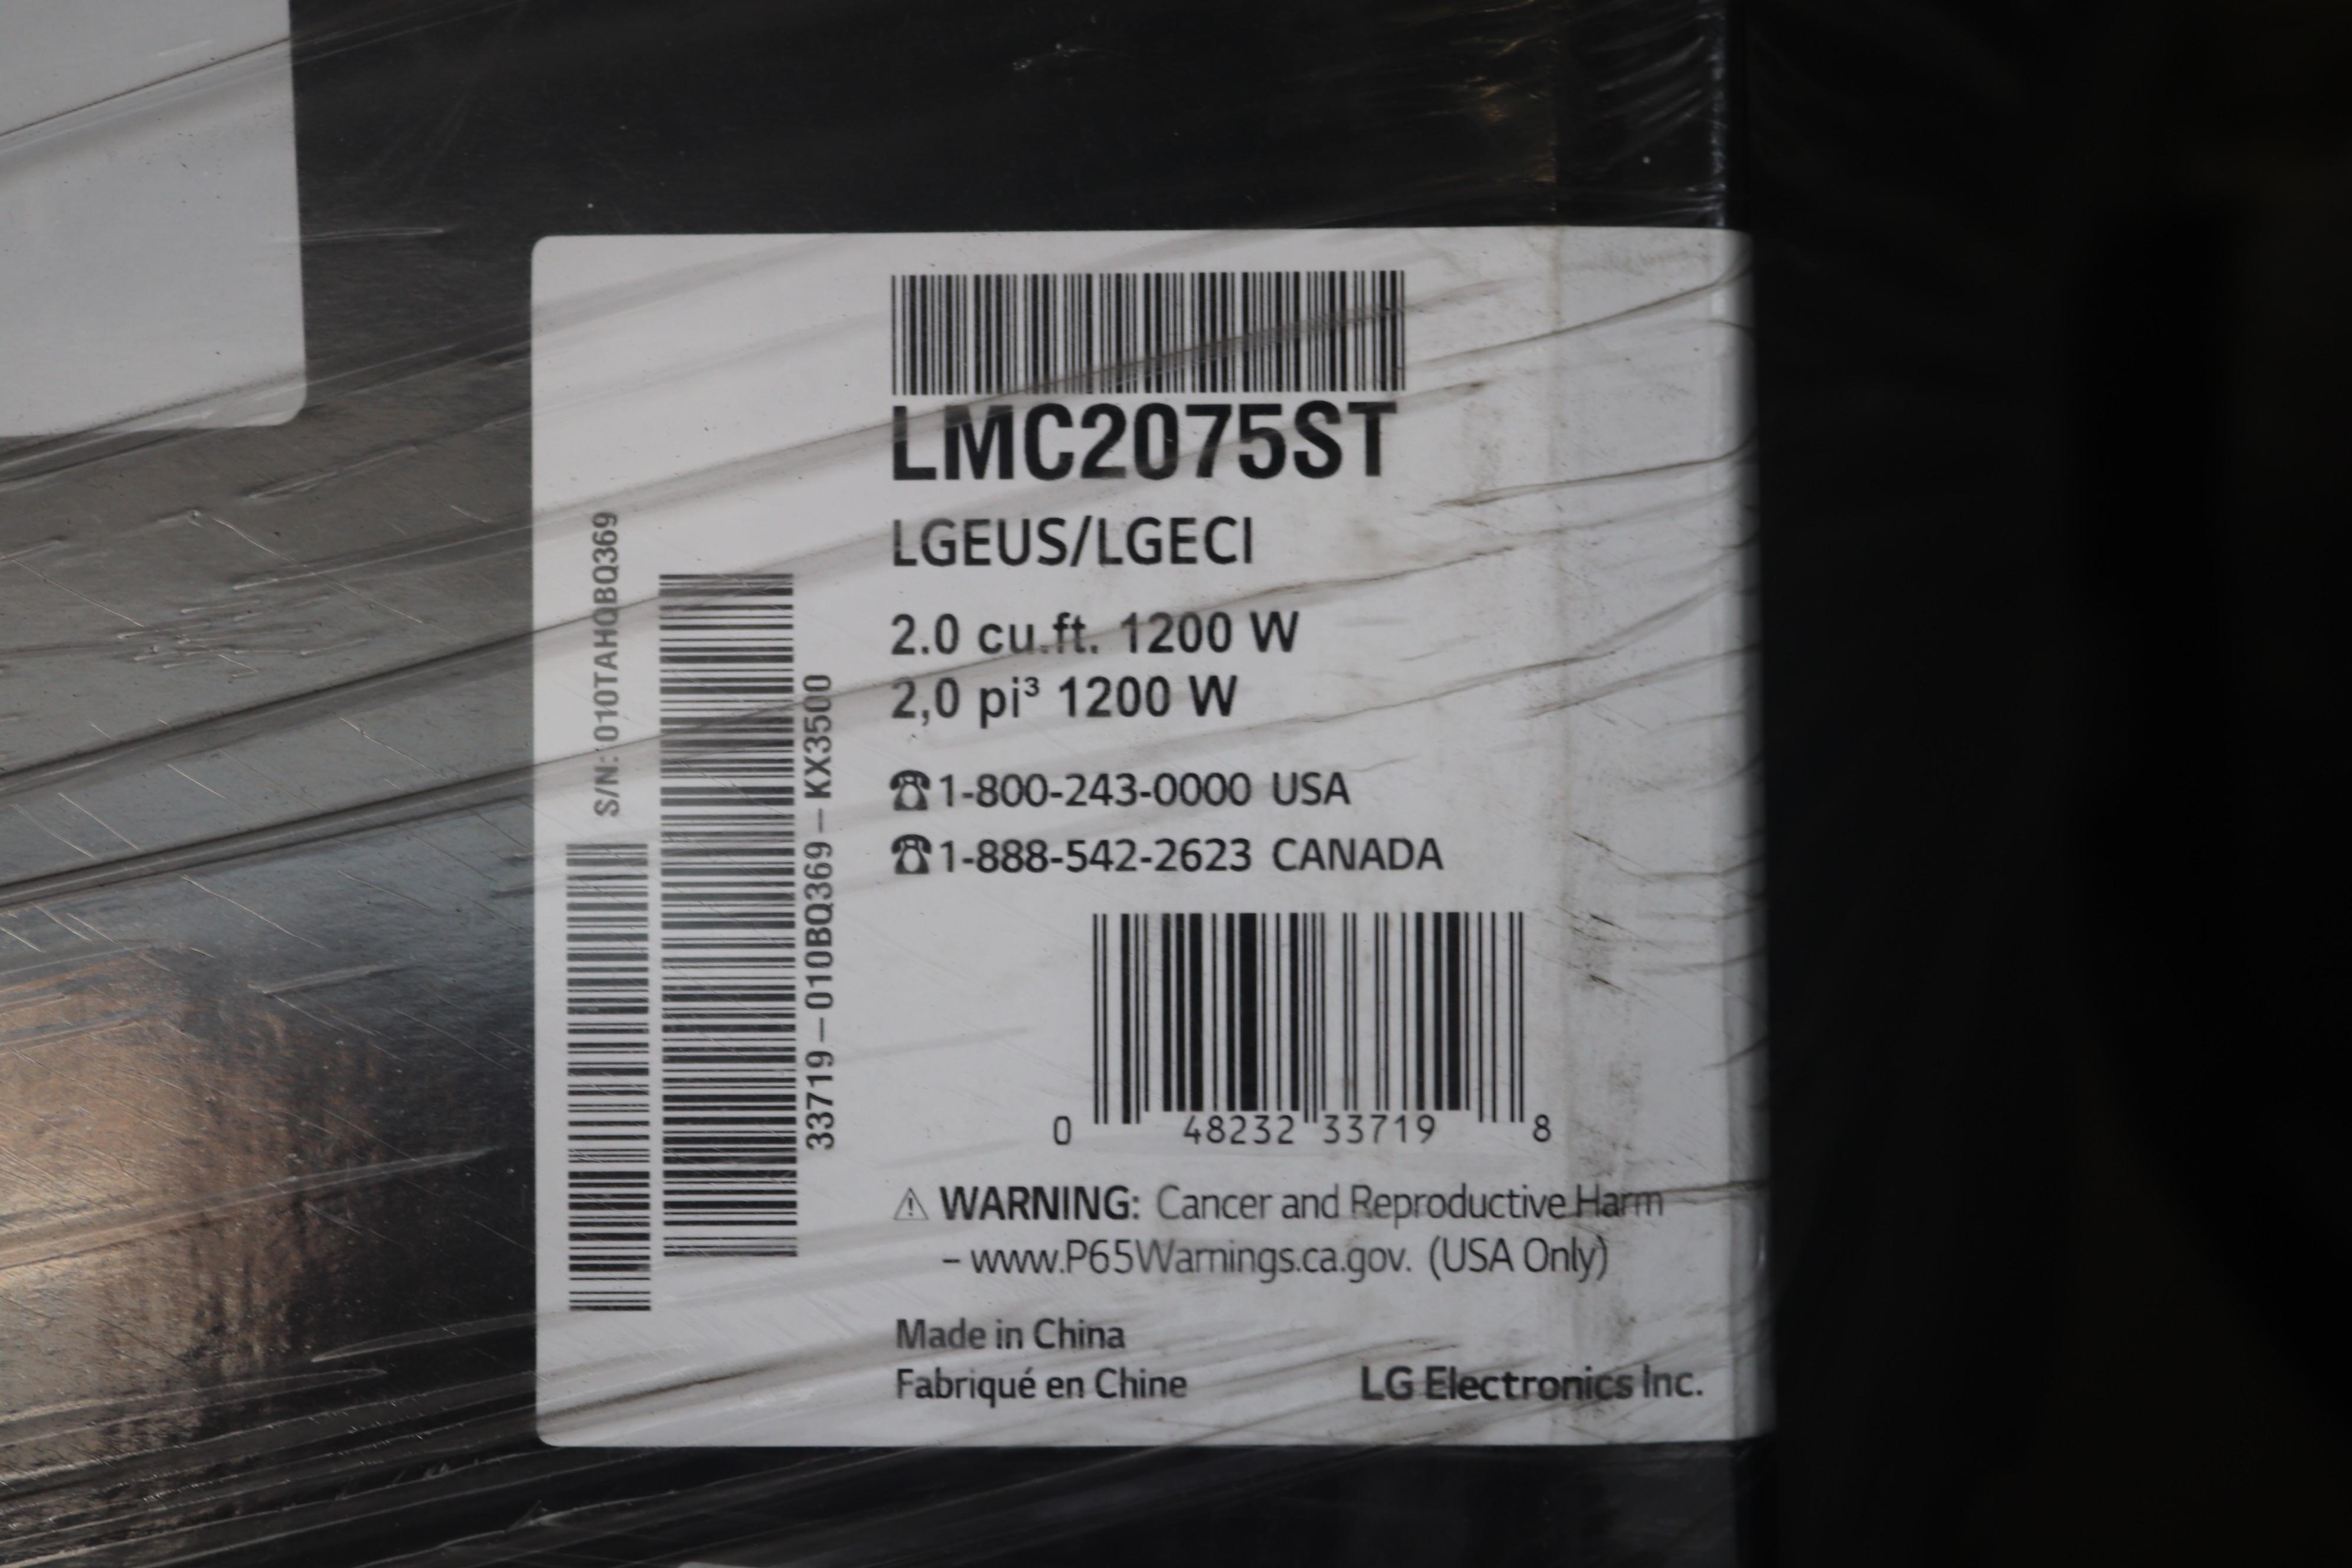 LMC2075ST
LGEUS/LGECI
2.0 cu.ft. 1200 W
2,0 pi³ 1200 W
☎1-800-243-0000 USA
☎1-888-542-2623 CANADA
S/N: 010TAHQBQ369
33719-010BQ369-KX3500
0 48232 33719 8
⚠ WARNING: Cancer and Reproductive Harm
– www.P65Warnings.ca.gov. (USA Only)
Made in China
Fabriqué en Chine
LG Electronics Inc.